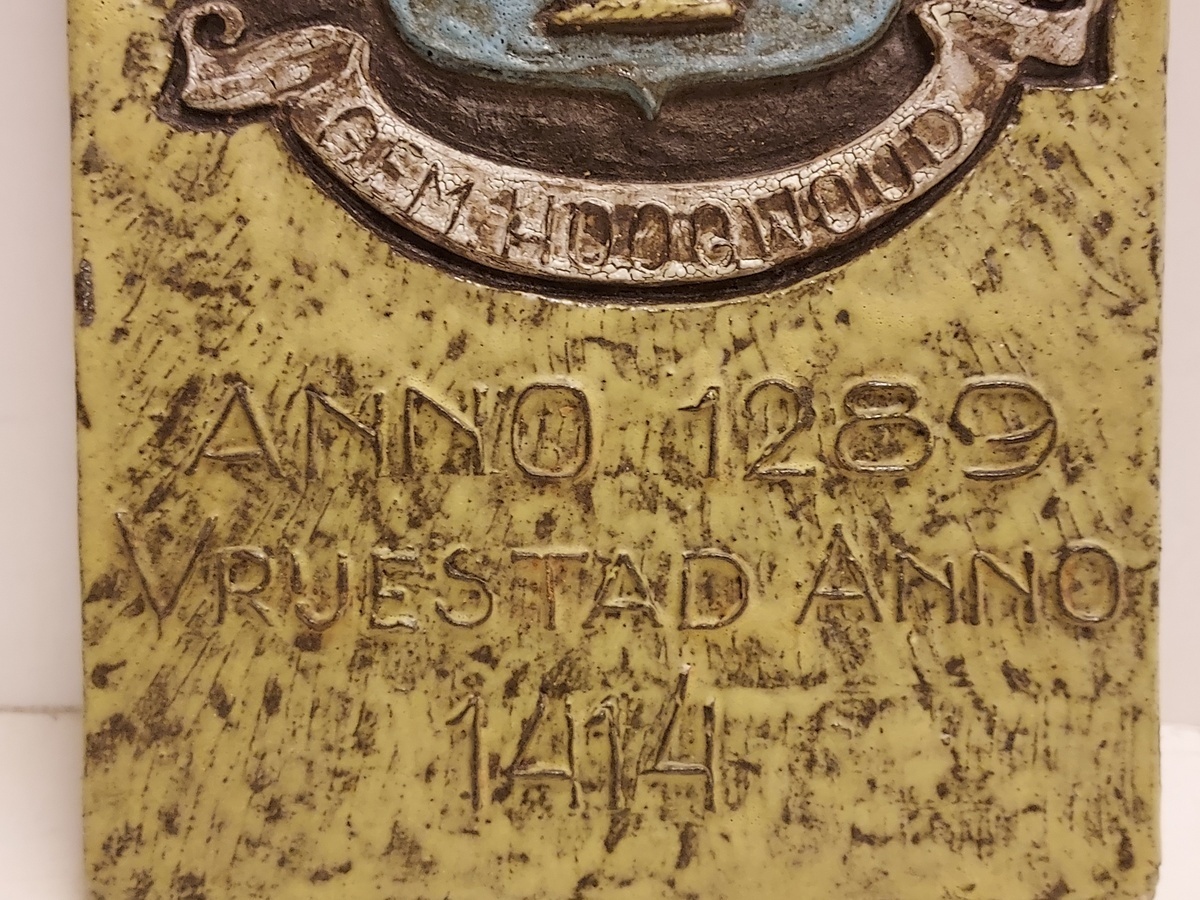 GEM HOOGWOUD
ANNO 1289
VRIJESTAD ANNO
1414